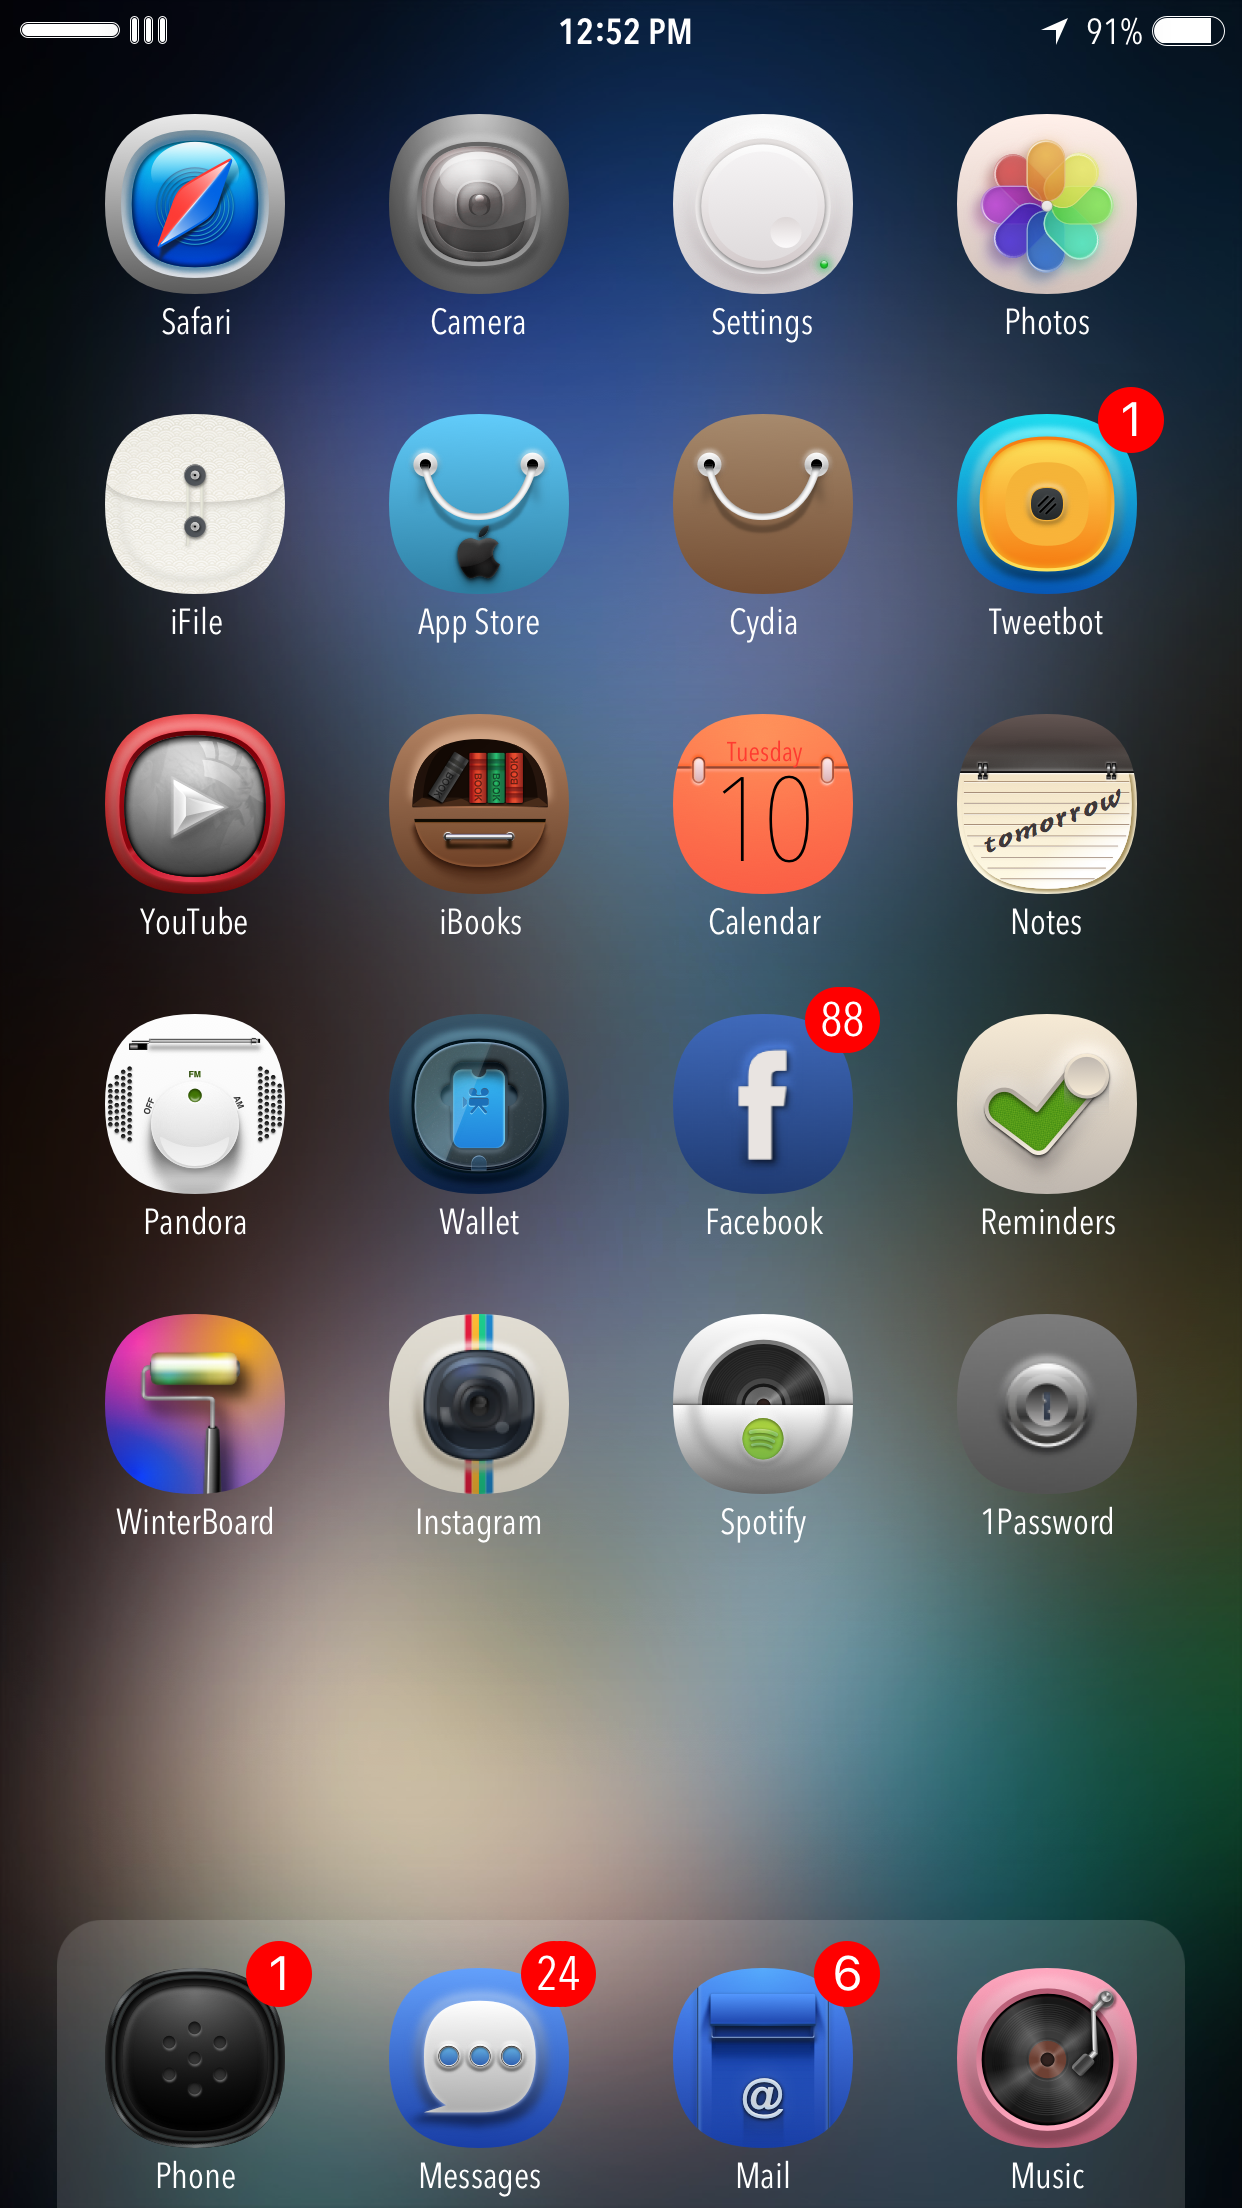 12:52 PM 91%
Safari Camera Settings Photos
1
iFile App Store Cydia Tweetbot
BOOK BOOK BOOK BOOK
Tuesday
10
tomorrow
YouTube iBooks Calendar Notes
88
FM
OFF AM
f
Pandora Wallet Facebook Reminders
WinterBoard Instagram Spotify 1Password
1 24 6
@
Phone Messages Mail Music